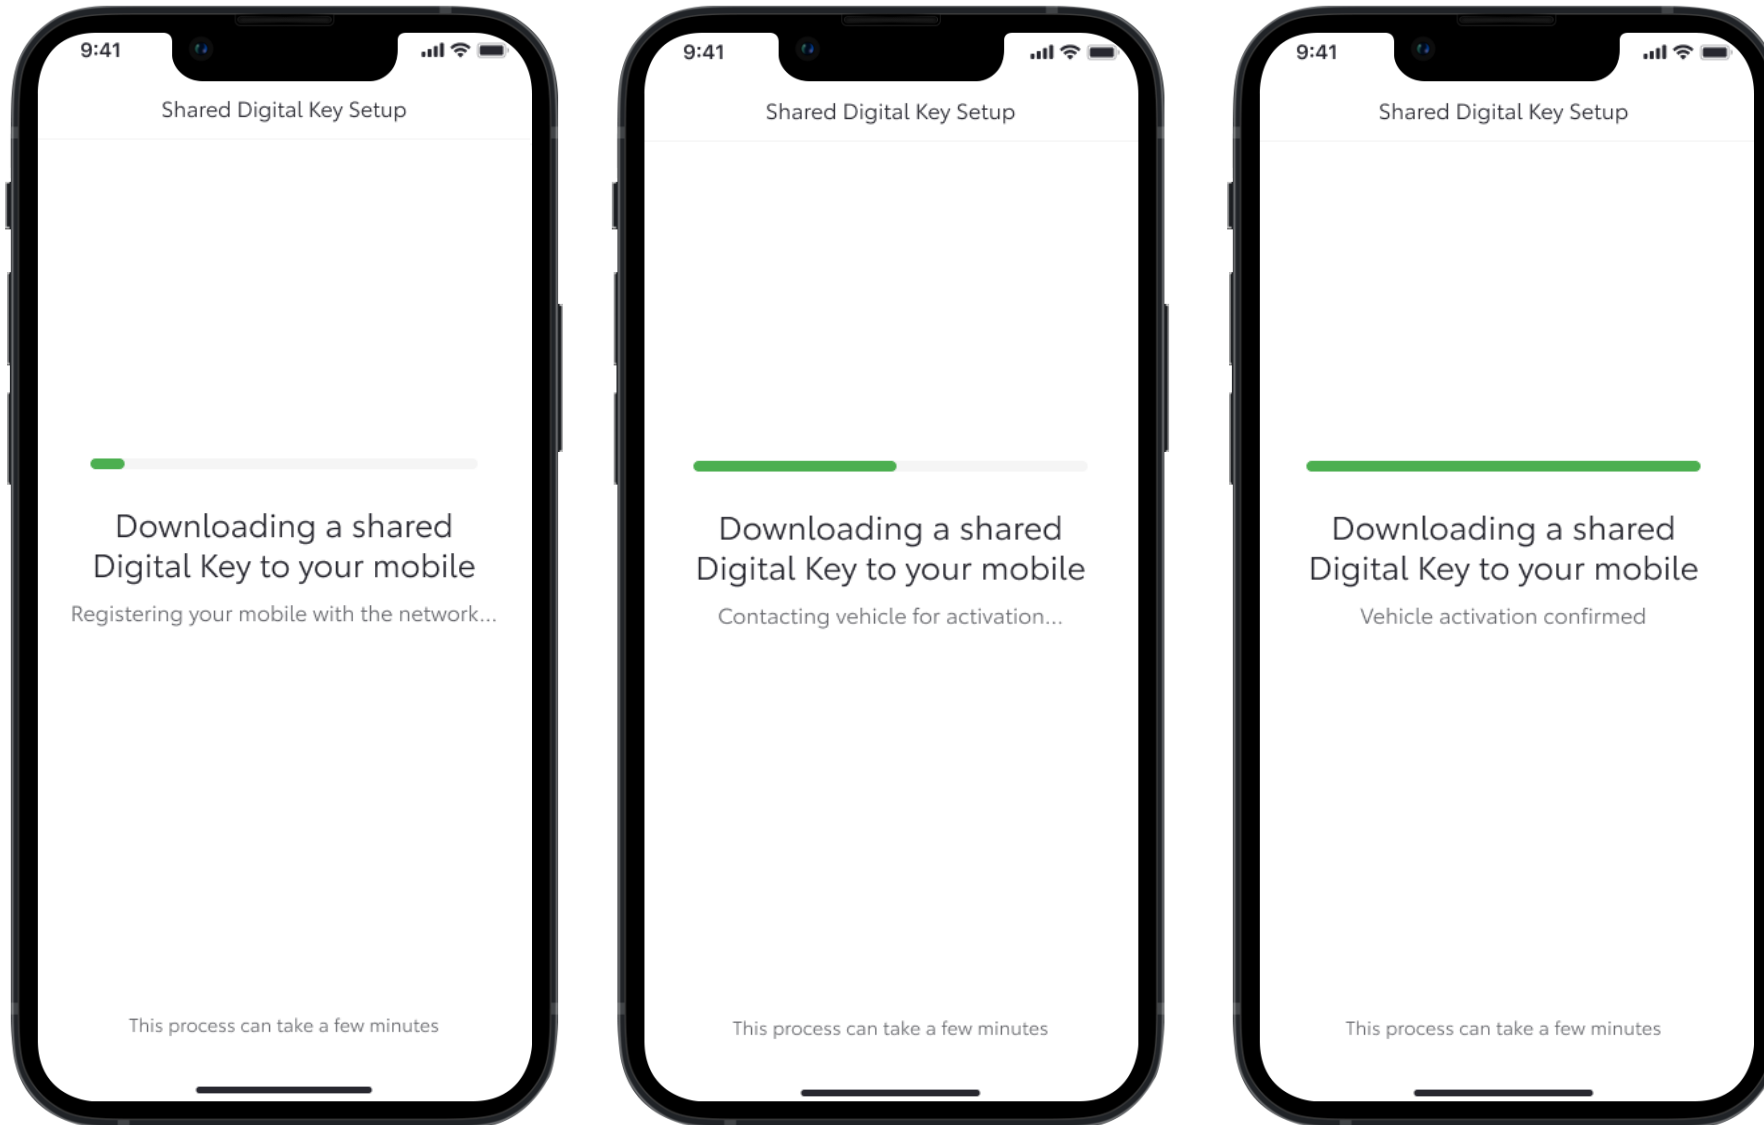 9:41
Shared Digital Key Setup
Downloading a shared
Digital Key to your mobile
Registering your mobile with the network...
This process can take a few minutes
9:41
Shared Digital Key Setup
Downloading a shared
Digital Key to your mobile
Contacting vehicle for activation...
This process can take a few minutes
9:41
Shared Digital Key Setup
Downloading a shared
Digital Key to your mobile
Vehicle activation confirmed
This process can take a few minutes